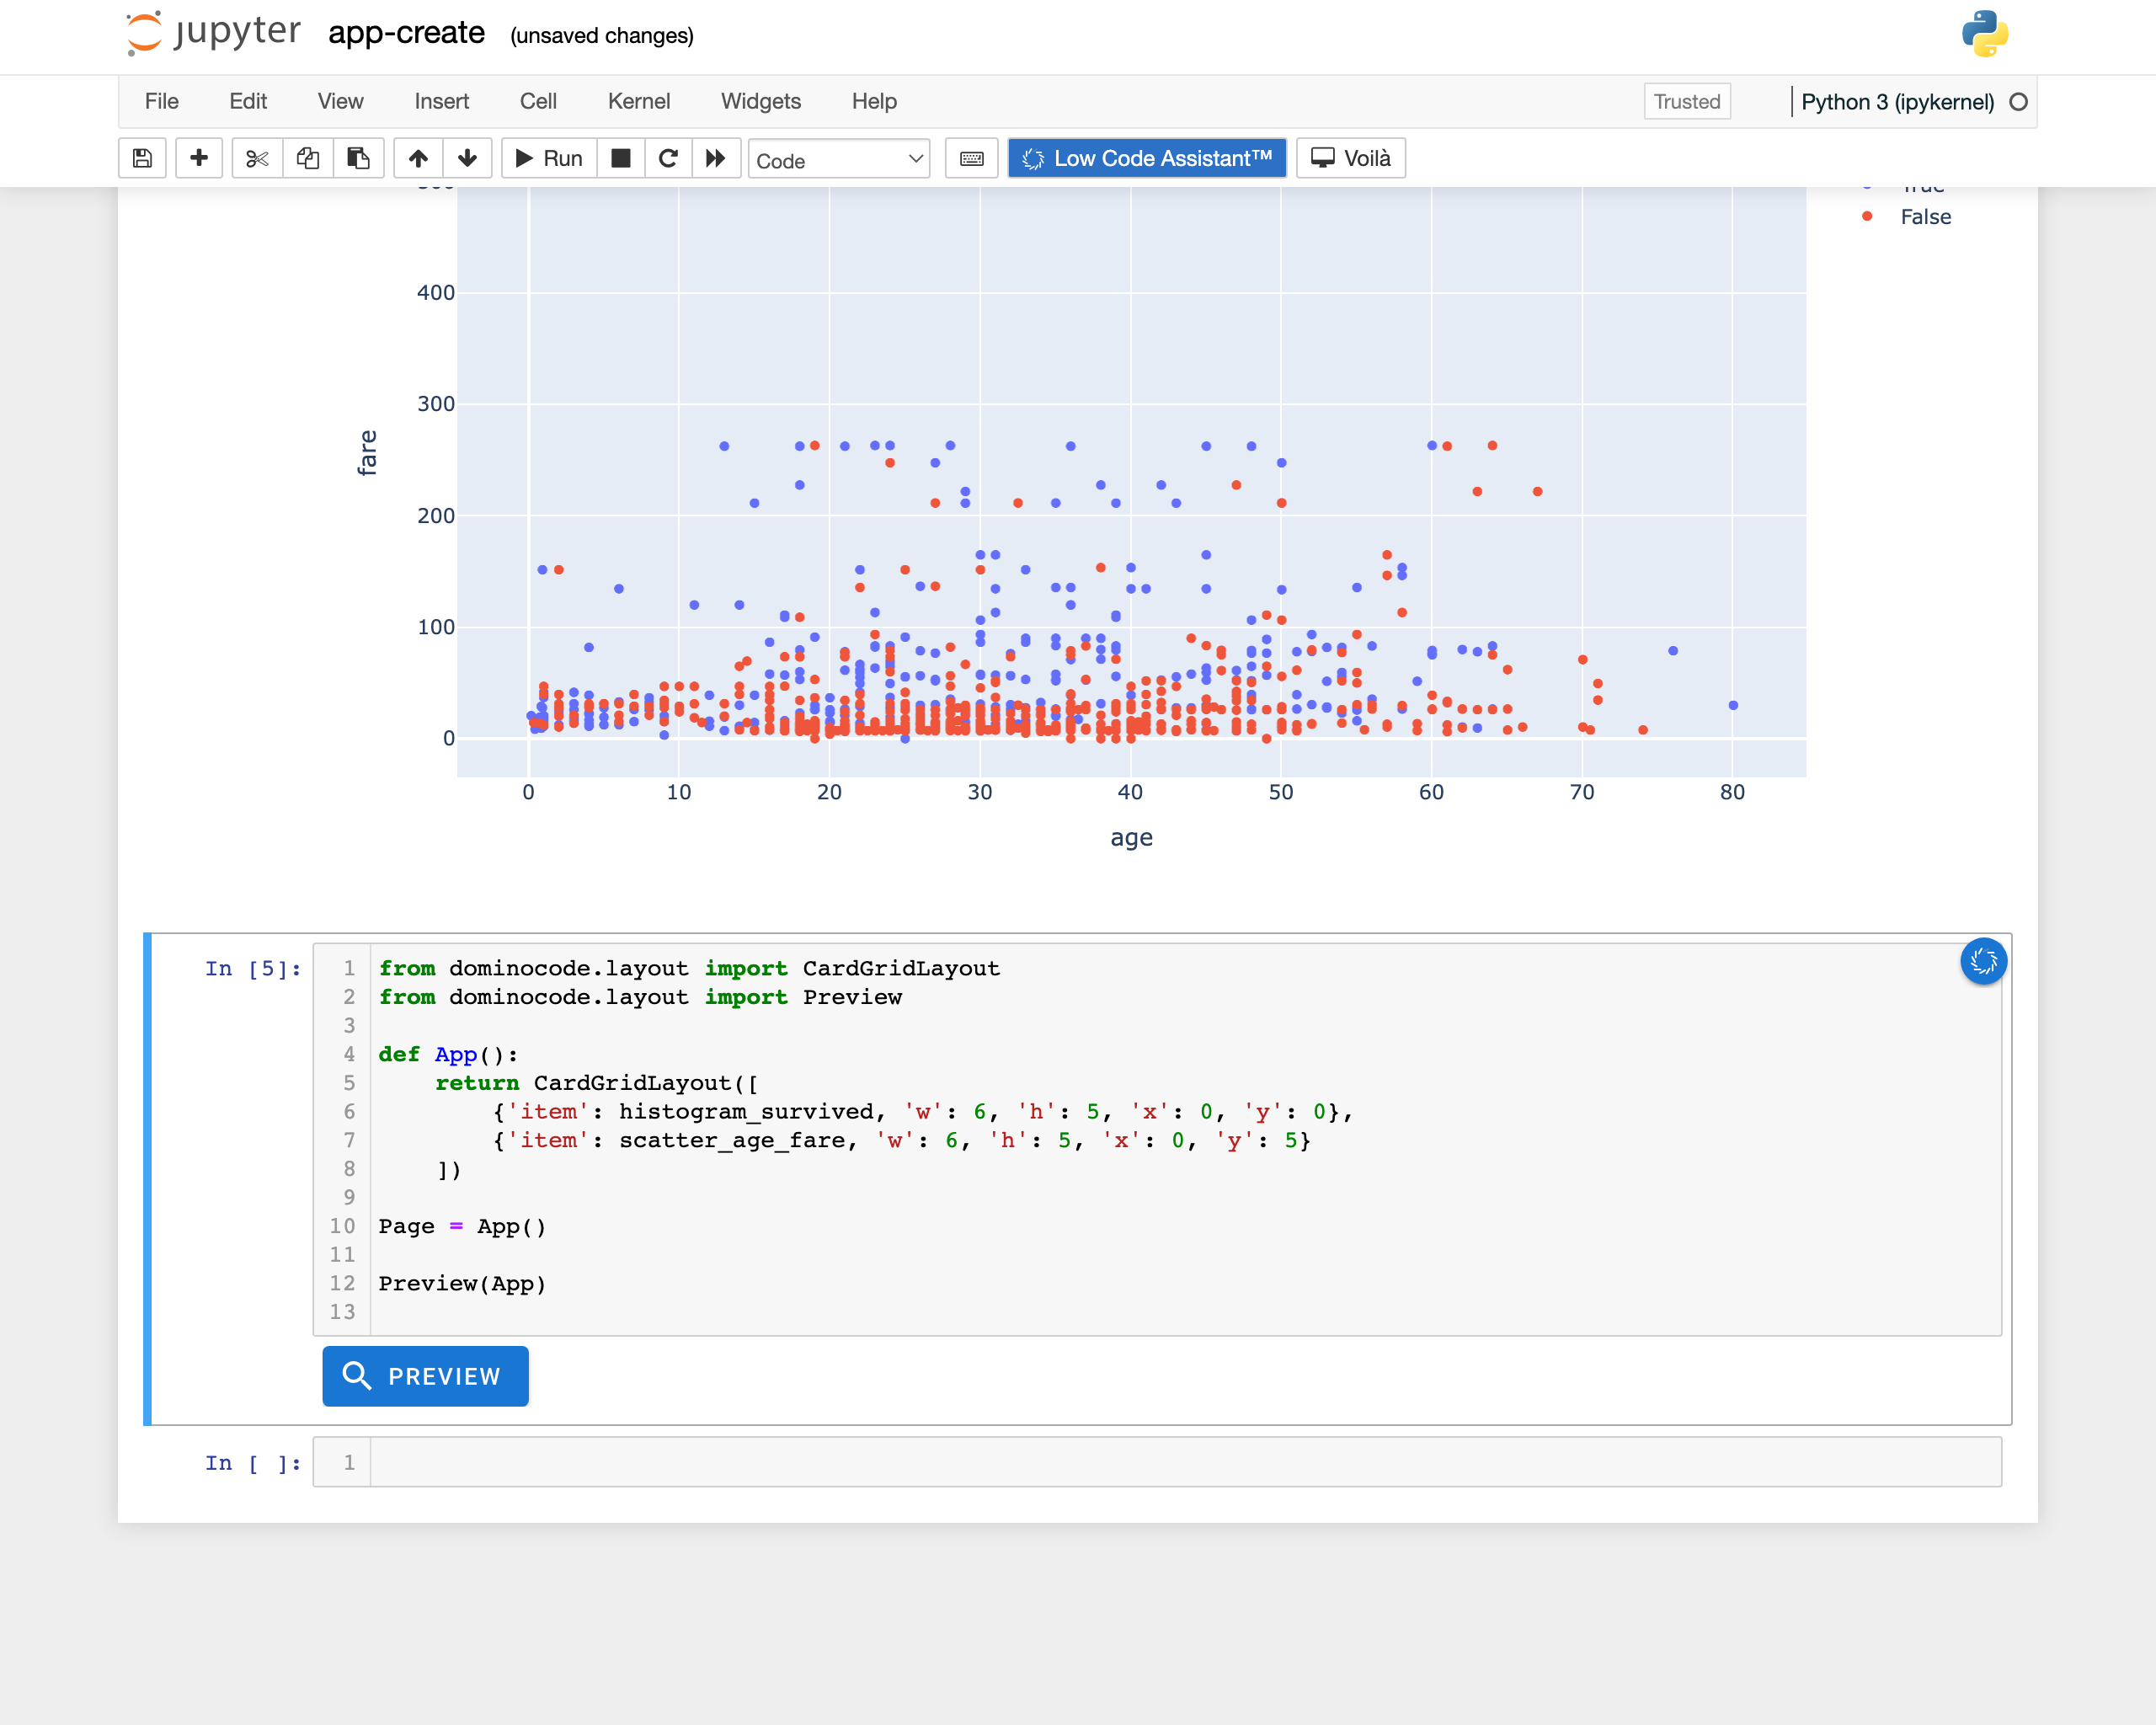 jupyter app-create (unsaved changes)
File Edit View Insert Cell Kernel Widgets Help Trusted Python 3 (ipykernel)
Run Code Low Code Assistant™ Voilà
True
False
400
300
200
100
0
fare
0 10 20 30 40 50 60 70 80
age
In [5]:
1 from dominocode.layout import CardGridLayout
2 from dominocode.layout import Preview
3
4 def App():
5 return CardGridLayout([
6 {'item': histogram_survived, 'w': 6, 'h': 5, 'x': 0, 'y': 0},
7 {'item': scatter_age_fare, 'w': 6, 'h': 5, 'x': 0, 'y': 5}
8 ])
9
10 Page = App()
11
12 Preview(App)
13
PREVIEW
In [ ]: 1